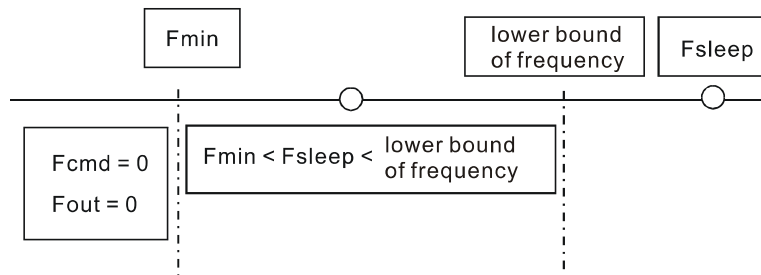 Fmin
lower bound
of frequency
Fsleep
Fcmd = 0
Fout = 0
Fmin < Fsleep < lower bound
of frequency